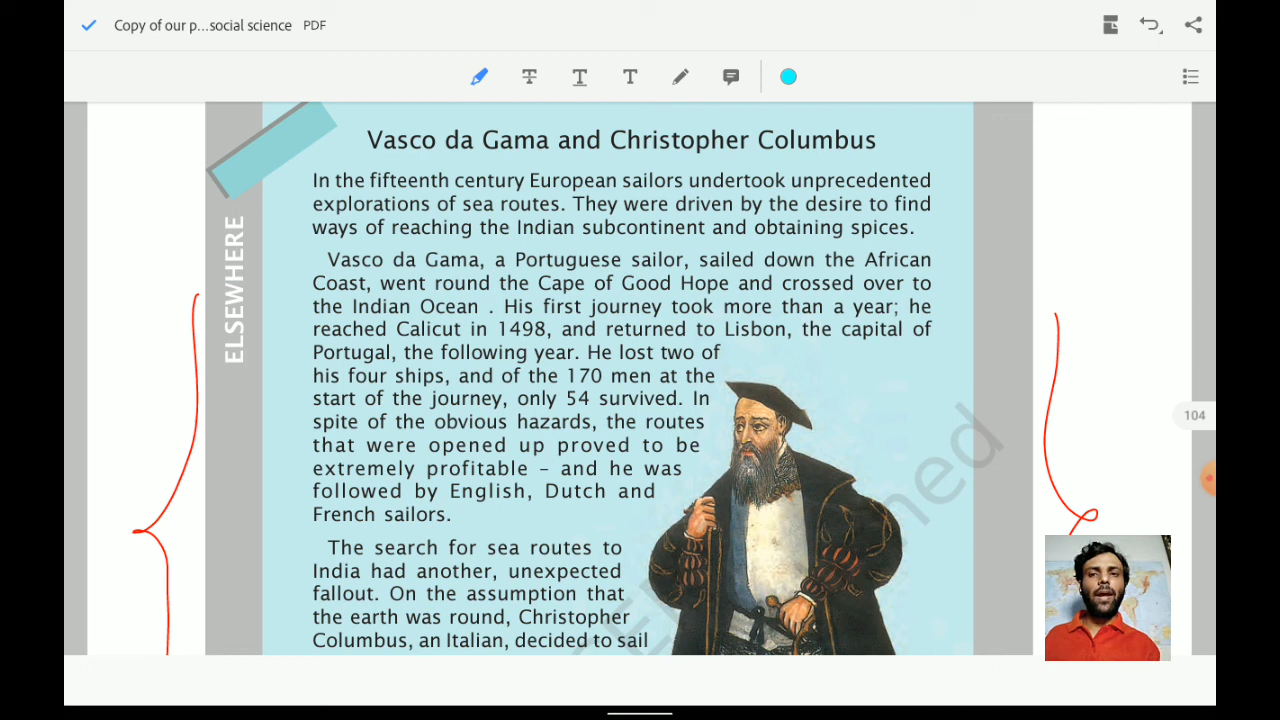 Copy of our p...social science PDF
Vasco da Gama and Christopher Columbus
In the fifteenth century European sailors undertook unprecedented
explorations of sea routes. They were driven by the desire to find
ways of reaching the Indian subcontinent and obtaining spices.
Vasco da Gama, a Portuguese sailor, sailed down the African
Coast, went round the Cape of Good Hope and crossed over to
the Indian Ocean . His first journey took more than a year; he
reached Calicut in 1498, and returned to Lisbon, the capital of
Portugal, the following year. He lost two of
his four ships, and of the 170 men at the
start of the journey, only 54 survived. In
spite of the obvious hazards, the routes
that were opened up proved to be
extremely profitable – and he was
followed by English, Dutch and
French sailors.
The search for sea routes to
India had another, unexpected
fallout. On the assumption that
the earth was round, Christopher
Columbus, an Italian, decided to sail
ELSEWHERE
104